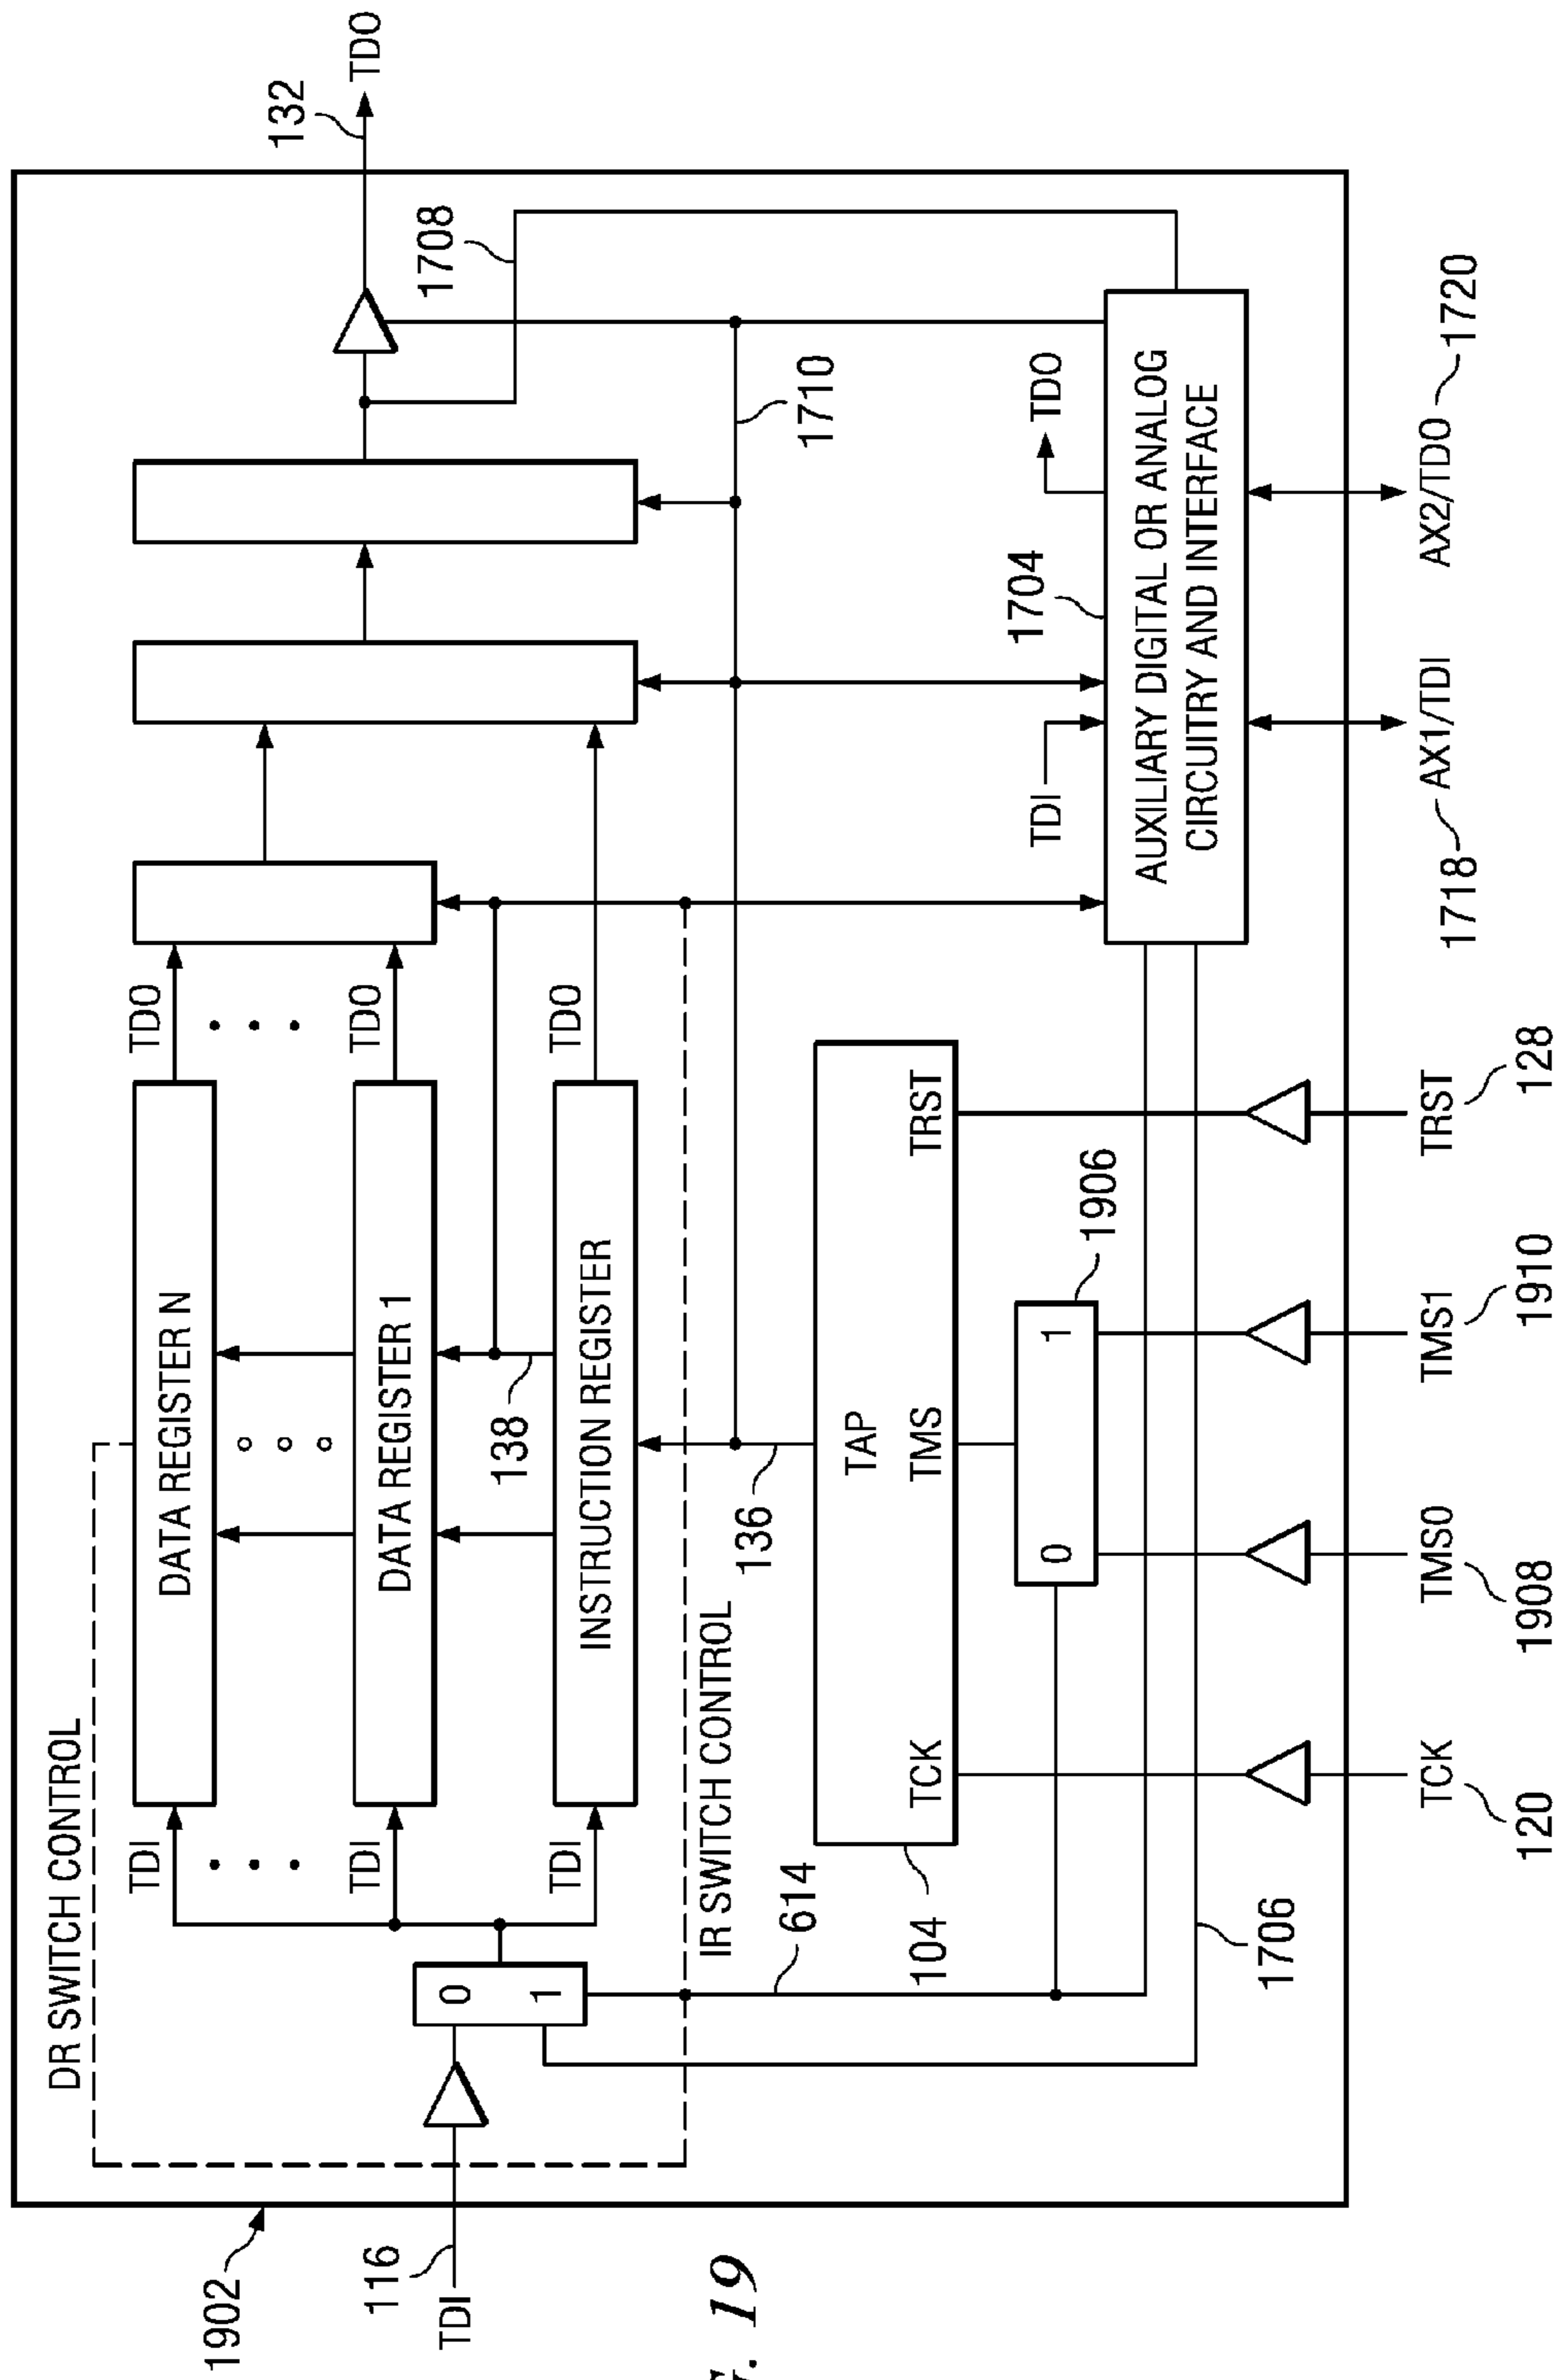 1902
116
TDI
DR SWITCH CONTROL
0
1
TDI
TDI
TDI
DATA REGISTER N
DATA REGISTER 1
138
INSTRUCTION REGISTER
TDO
TDO
TDO
132
TDO
1708
1710
IR SWITCH CONTROL
614
136
104
TAP
TCK
TMS
TRST
0
1
1906
1706
TDI
TDO
1704
AUXILIARY DIGITAL OR ANALOG
CIRCUITRY AND INTERFACE
TCK
120
TMS0
1908
TMS1
1910
TRST
128
1718
AX1/TDI
AX2/TDO
1720
19